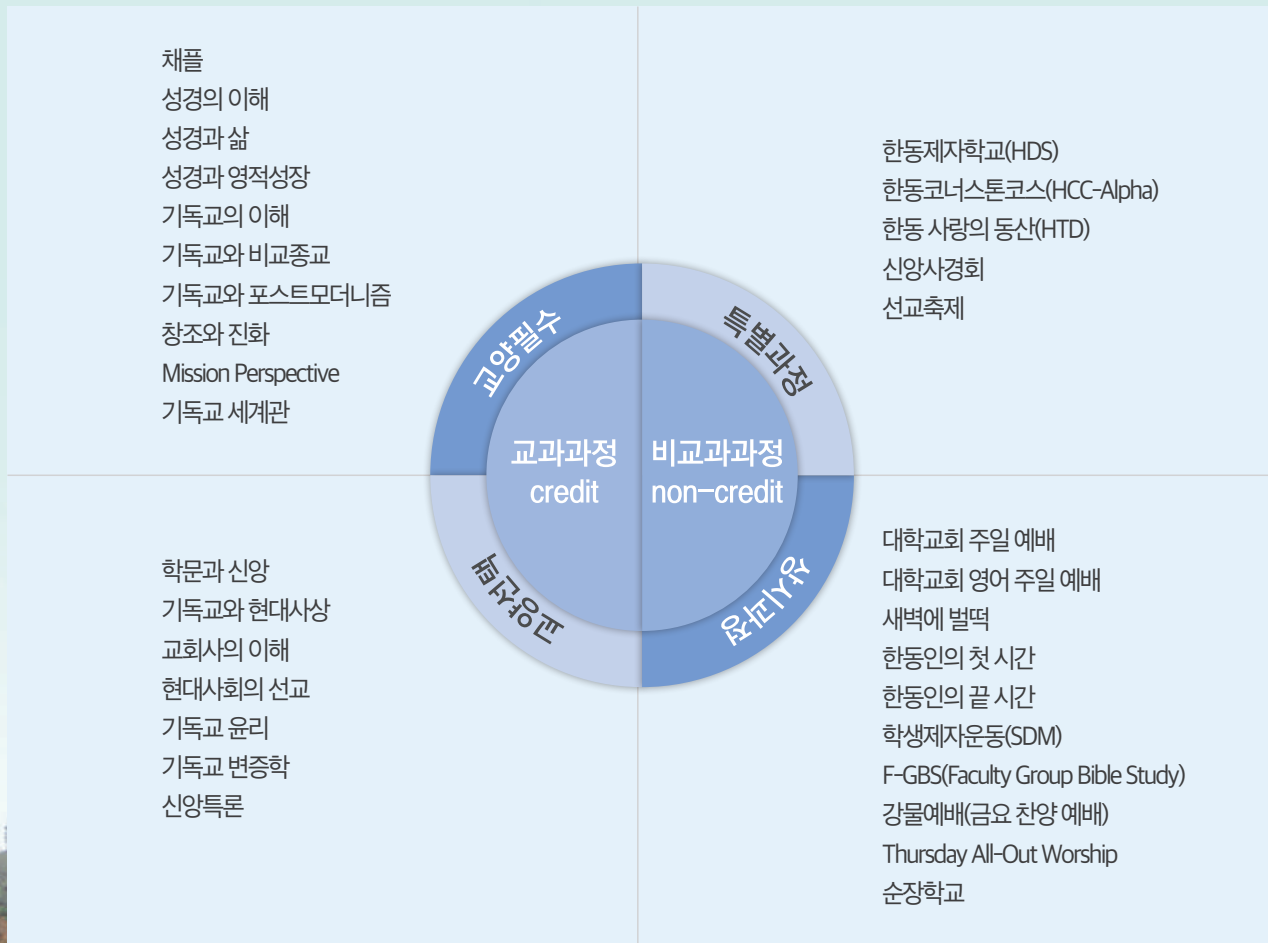 채플
성경의 이해
성경과 삶
성경과 영적성장
기독교의 이해
기독교와 비교종교
기독교와 포스트모더니즘
창조와 진화
Mission Perspective
기독교 세계관
한동제자학교(HDS)
한동코너스톤코스(HCC-Alpha)
한동 사랑의 동산(HTD)
신앙사경회
선교축제
교양필수
특별과정
교과과정
credit
비교과과정
non-credit
교양선택
상시과정
학문과 신앙
기독교와 현대사상
교회사의 이해
현대사회의 선교
기독교 윤리
기독교 변증학
신앙특론
대학교회 주일 예배
대학교회 영어 주일 예배
새벽에 벌떡
한동인의 첫 시간
한동인의 끝 시간
학생제자운동(SDM)
F-GBS(Faculty Group Bible Study)
강물예배(금요 찬양 예배)
Thursday All-Out Worship
순장학교